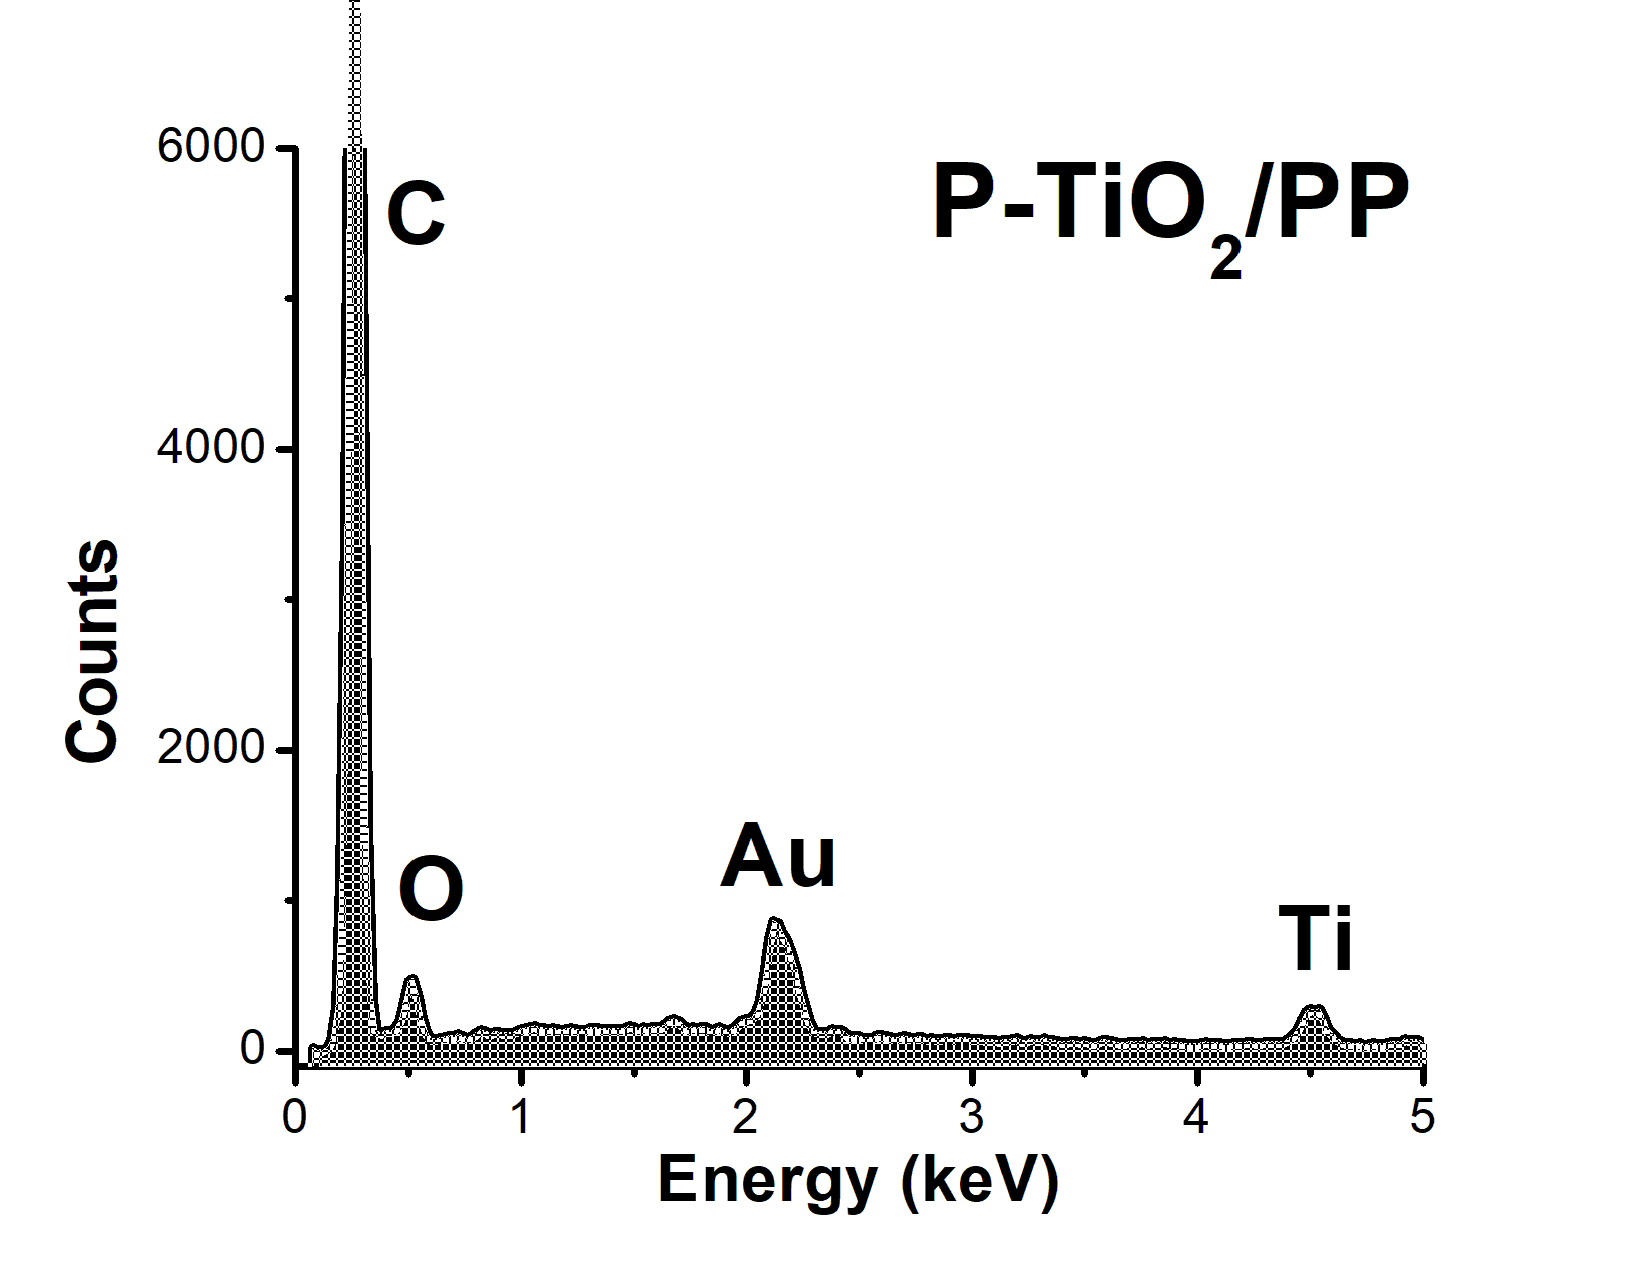 6000
C
P-TiO₂/PP
4000
Counts
2000
Au
O
Ti
0
0 1 2 3 4 5
Energy (keV)